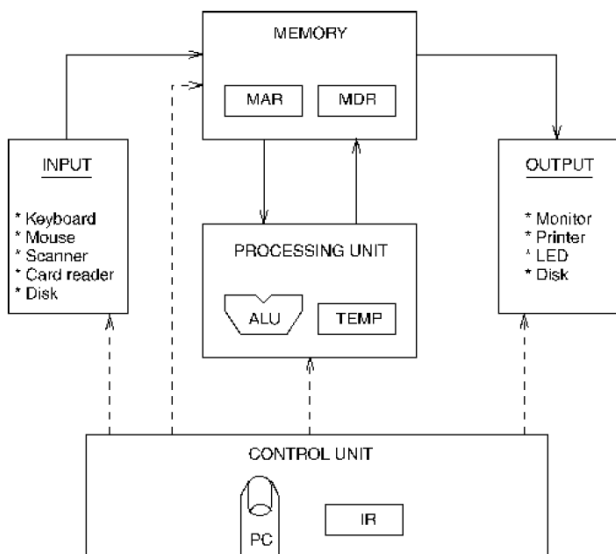 MEMORY
MAR
MDR
INPUT
* Keyboard
* Mouse
* Scanner
* Card reader
* Disk
PROCESSING UNIT
ALU
TEMP
OUTPUT
* Monitor
* Printer
* LED
* Disk
CONTROL UNIT
PC
IR